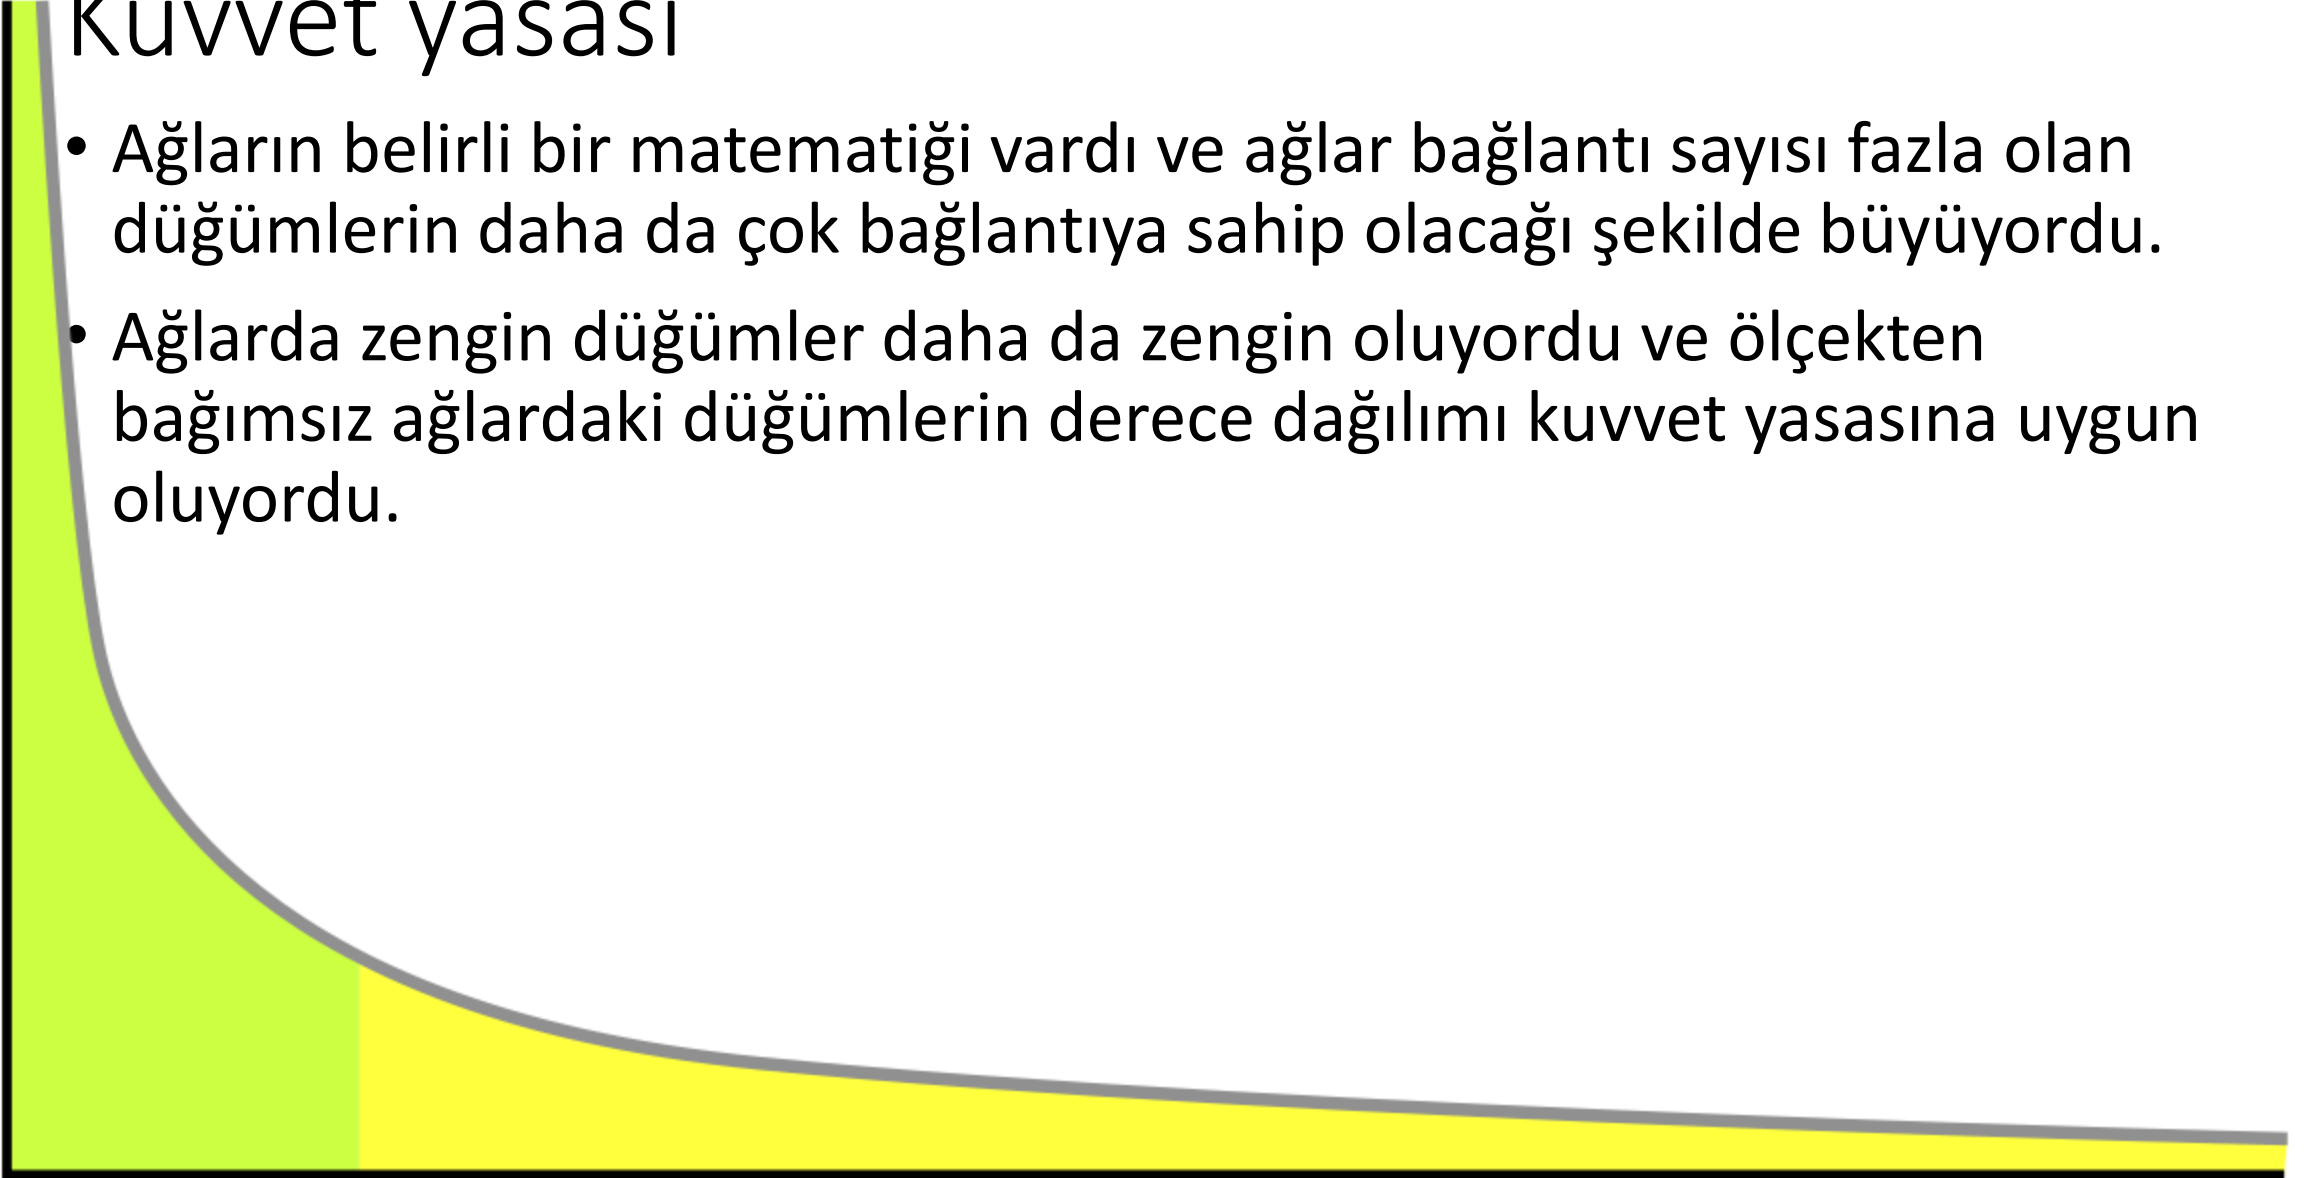 Kuvvet yasası
• Ağların belirli bir matematiği vardı ve ağlar bağlantı sayısı fazla olan
düğümlerin daha da çok bağlantıya sahip olacağı şekilde büyüyordu.
• Ağlarda zengin düğümler daha da zengin oluyordu ve ölçekten
bağımsız ağlardaki düğümlerin derece dağılımı kuvvet yasasına uygun
oluyordu.